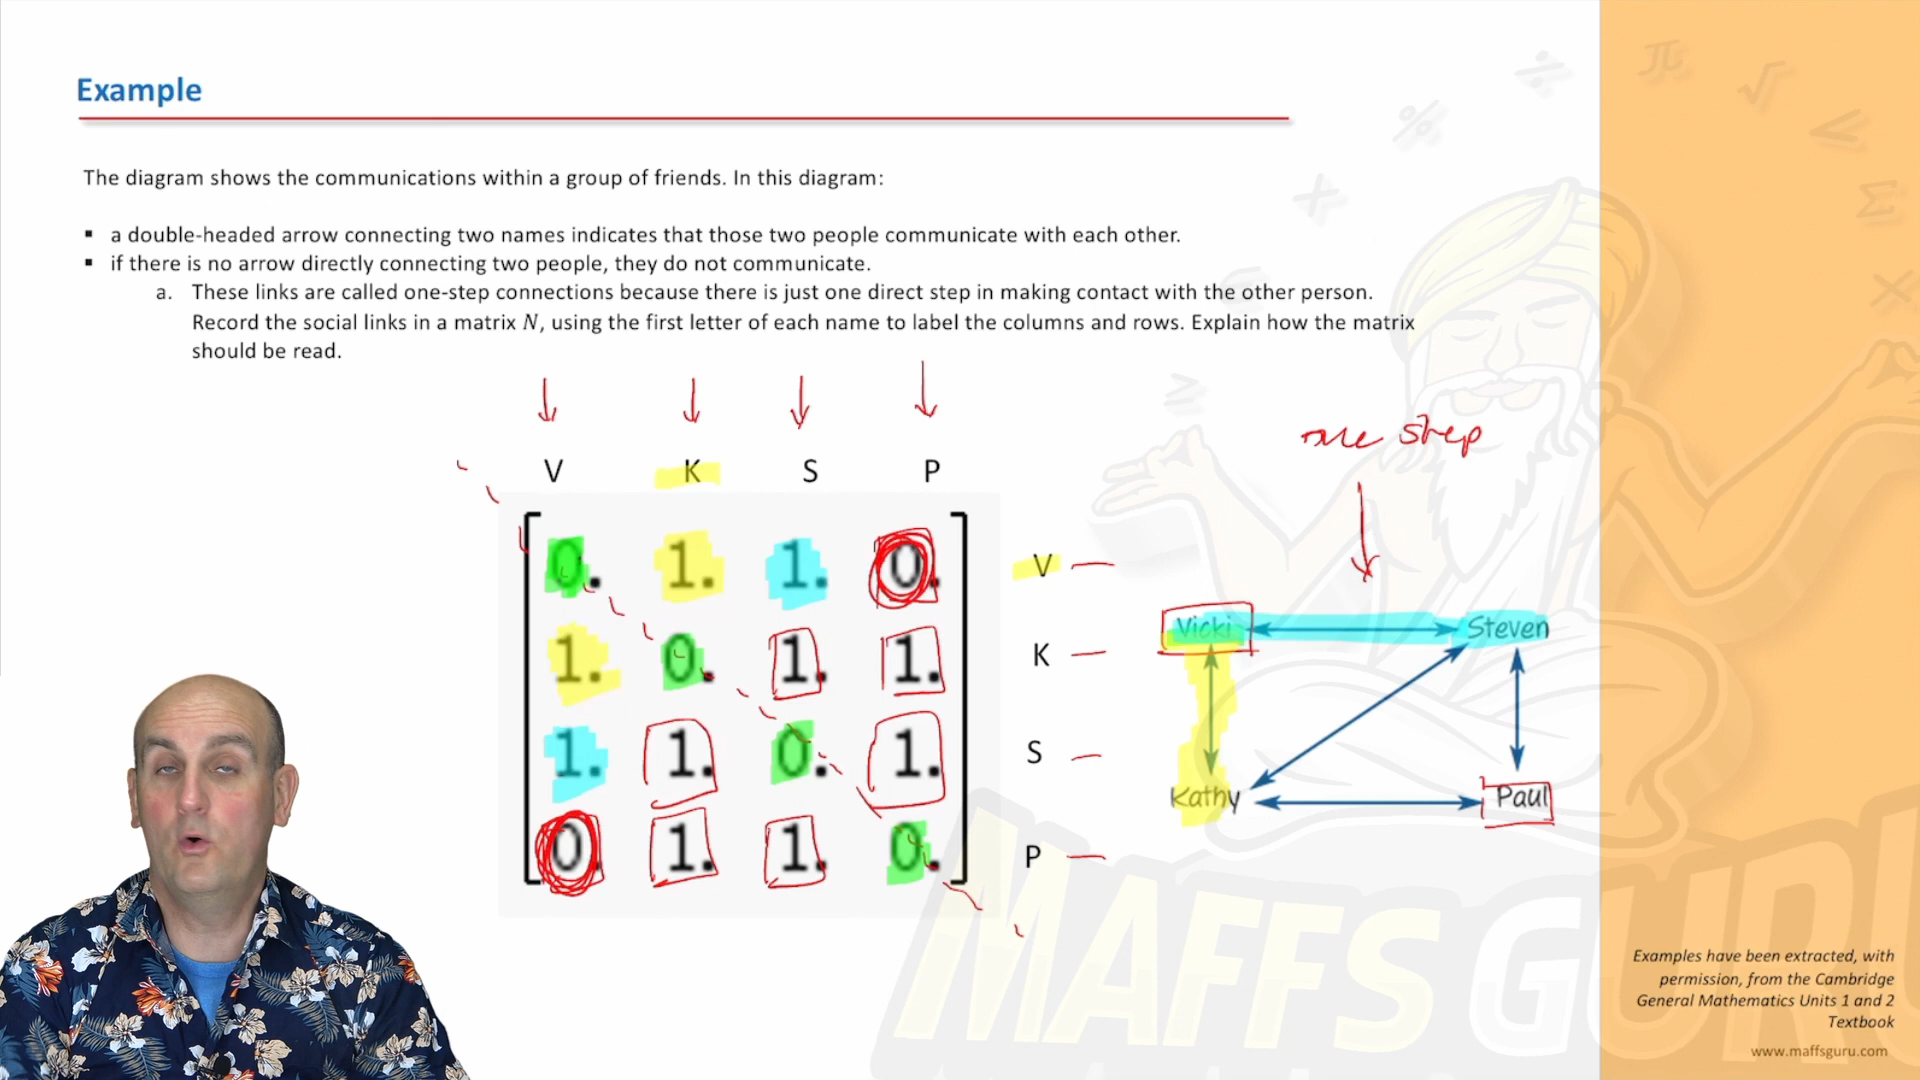 Example
The diagram shows the communications within a group of friends. In this diagram:
▪ a double-headed arrow connecting two names indicates that those two people communicate with each other.
▪ if there is no arrow directly connecting two people, they do not communicate.
a. These links are called one-step connections because there is just one direct step in making contact with the other person.
Record the social links in a matrix N, using the first letter of each name to label the columns and rows. Explain how the matrix
should be read.
one step
V K S P
0. 1. 1. 0. V
1. 0. 1. 1. K
1. 1. 0. 1. S
0. 1. 1. 0. P
Vicki Steven
Kathy Paul
MAFFS GURU
Examples have been extracted, with
permission, from the Cambridge
General Mathematics Units 1 and 2
Textbook
www.maffsguru.com